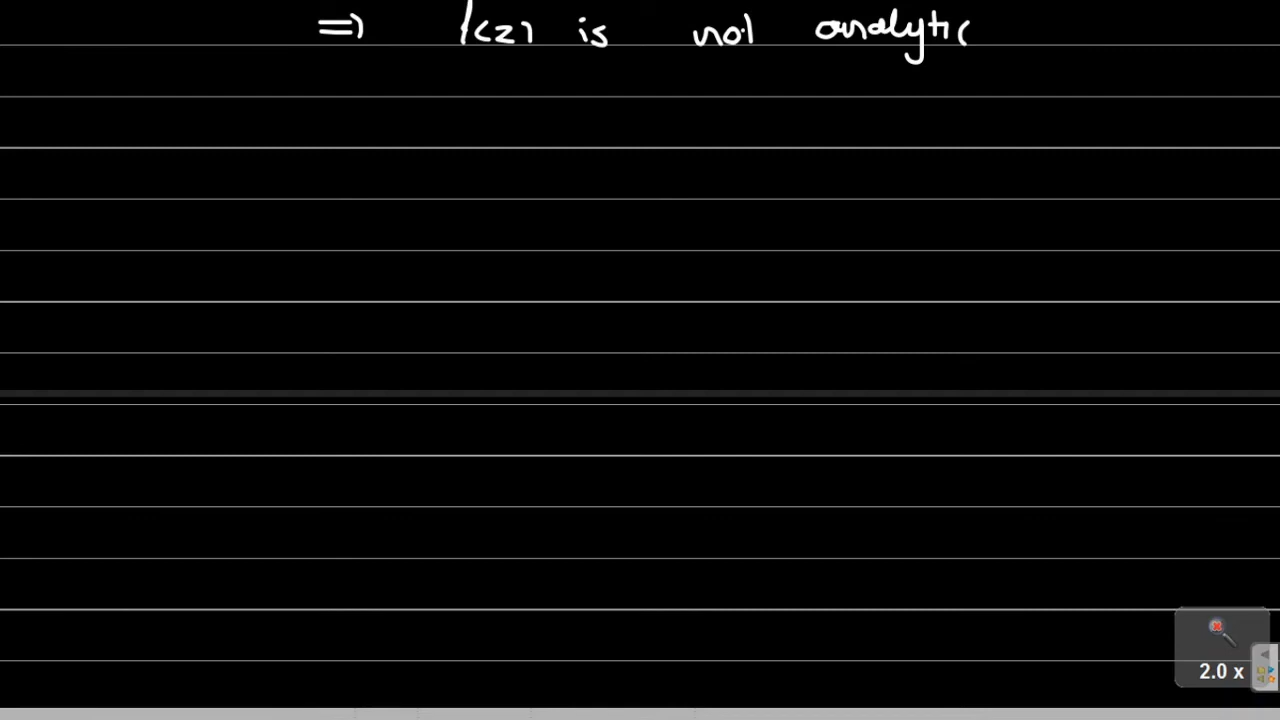 => f(z) is not analytic
2.0 x